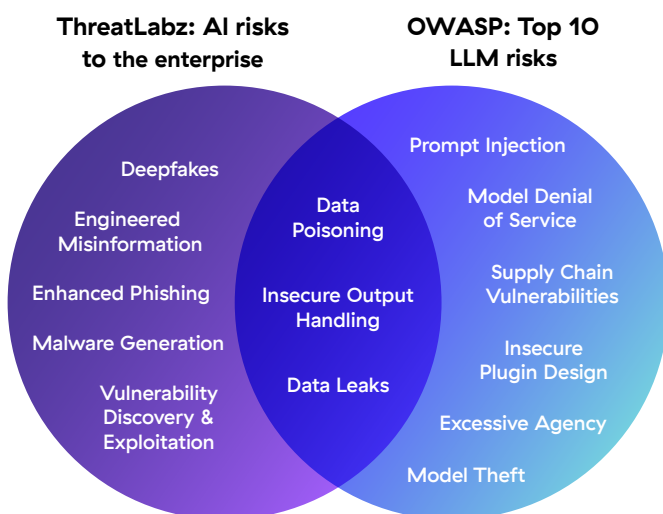 ThreatLabz: AI risks
to the enterprise
OWASP: Top 10
LLM risks
Deepfakes
Engineered
Misinformation
Enhanced Phishing
Malware Generation
Vulnerability
Discovery &
Exploitation
Data
Poisoning
Insecure Output
Handling
Data Leaks
Prompt Injection
Model Denial
of Service
Supply Chain
Vulnerabilities
Insecure
Plugin Design
Excessive Agency
Model Theft